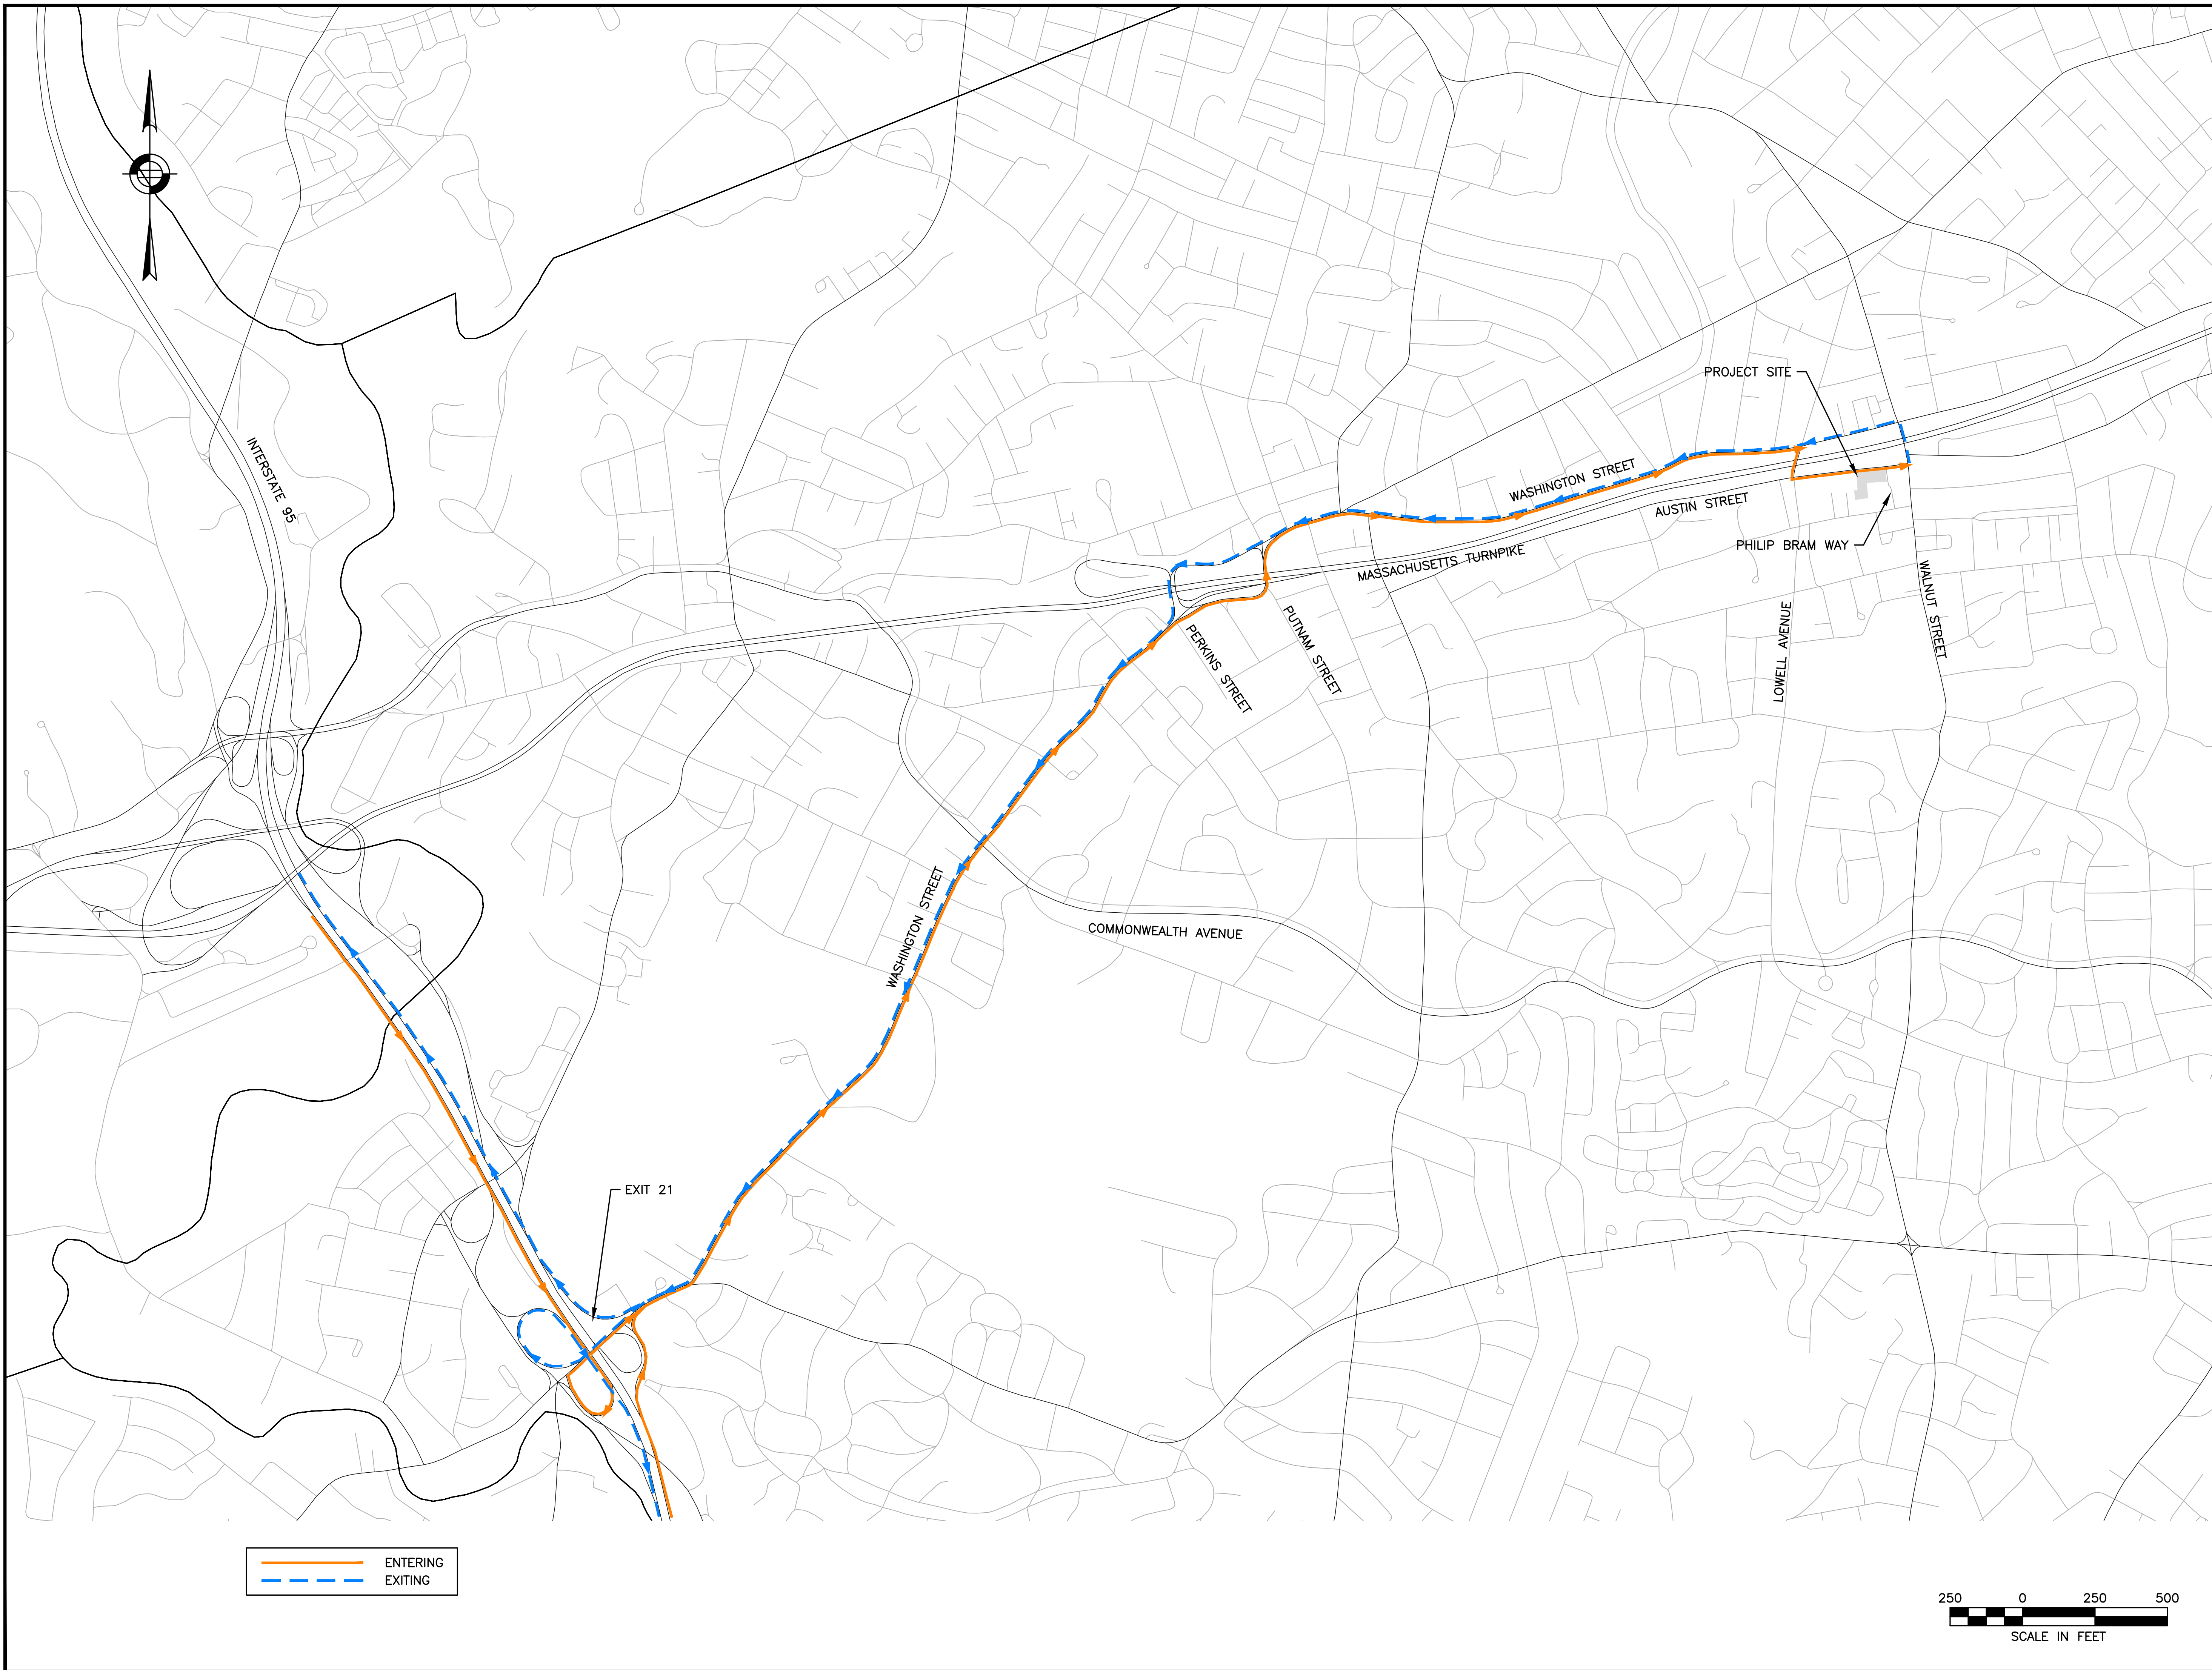 PROJECT SITE
INTERSTATE 95
WASHINGTON STREET
AUSTIN STREET
PHILIP BRAM WAY
MASSACHUSETTS TURNPIKE
WALNUT STREET
LOWELL AVENUE
PUTNAM STREET
PERKINS STREET
WASHINGTON STREET
COMMONWEALTH AVENUE
EXIT 21
ENTERING
EXITING
250 0 250 500
SCALE IN FEET